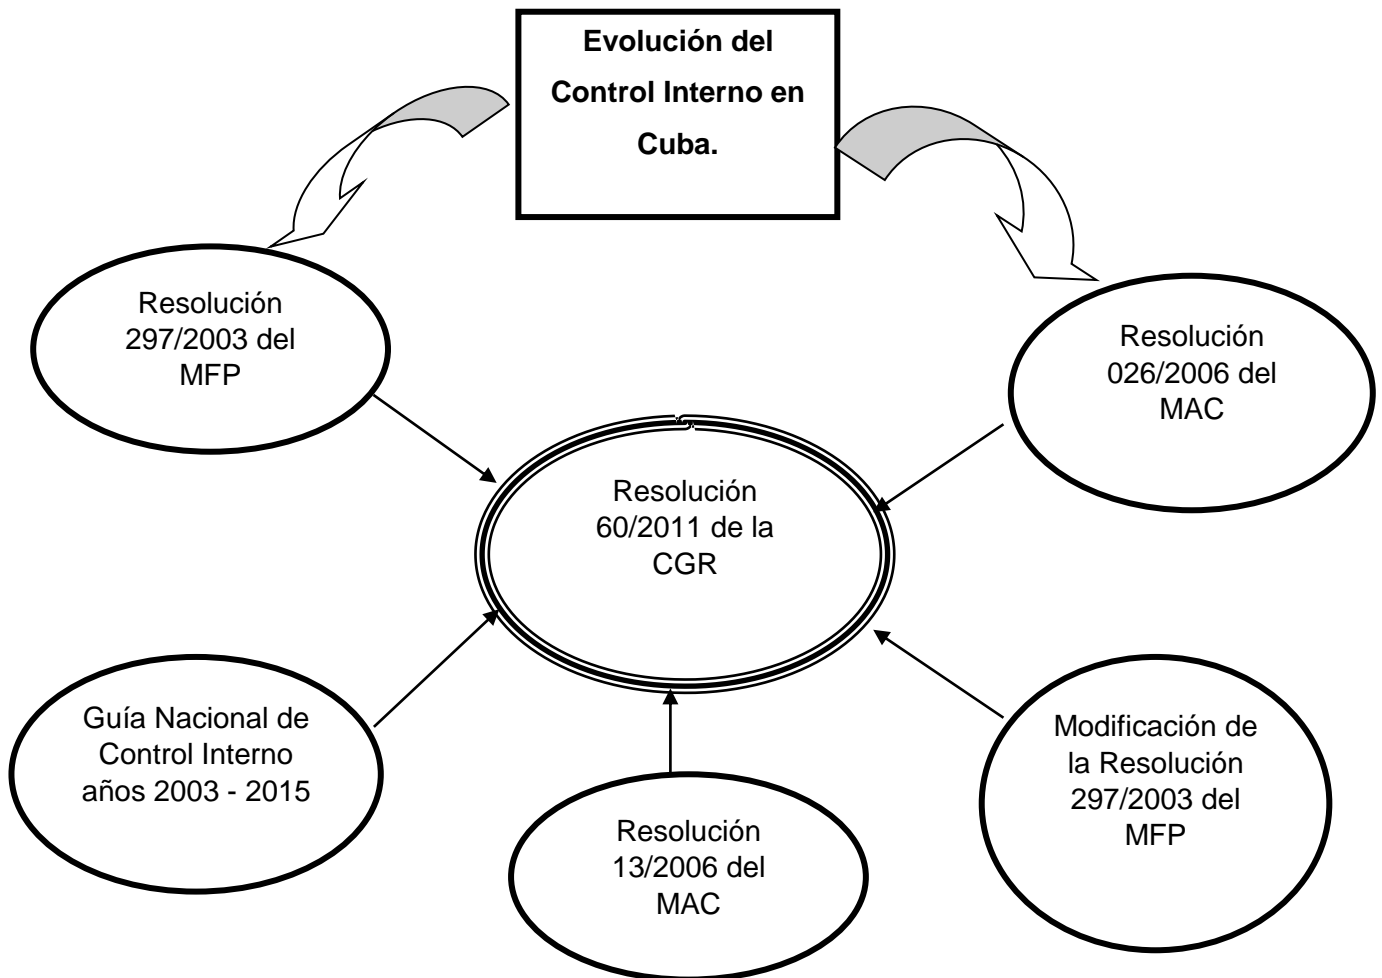 Evolución del
Control Interno en
Cuba.
Resolución
297/2003 del
MFP
Resolución
026/2006 del
MAC
Resolución
60/2011 de la
CGR
Guía Nacional de
Control Interno
años 2003 - 2015
Resolución
13/2006 del
MAC
Modificación de
la Resolución
297/2003 del
MFP